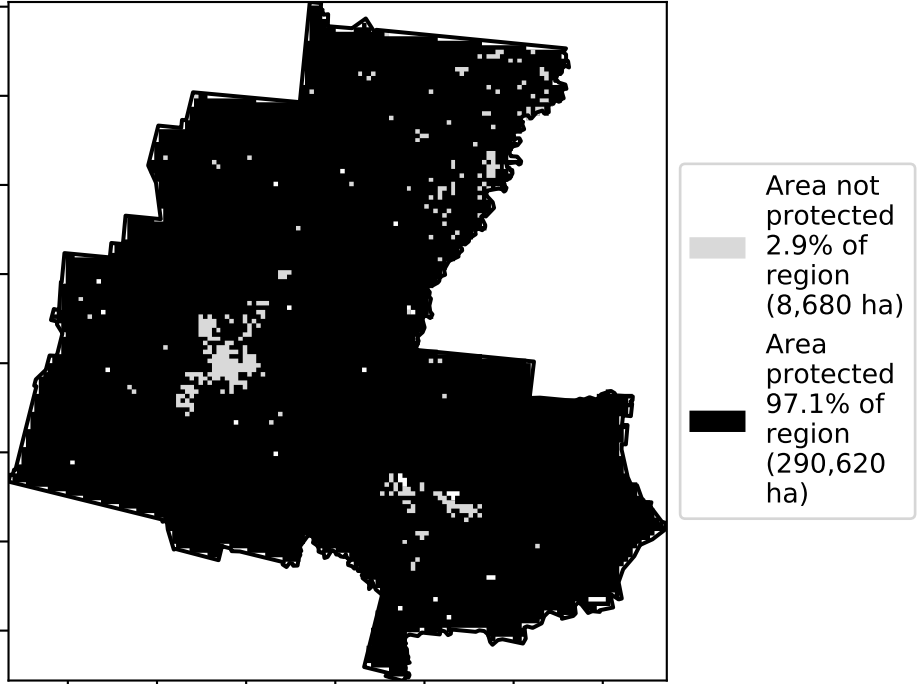 Area not
protected
2.9% of
region
(8,680 ha)
Area
protected
97.1% of
region
(290,620
ha)